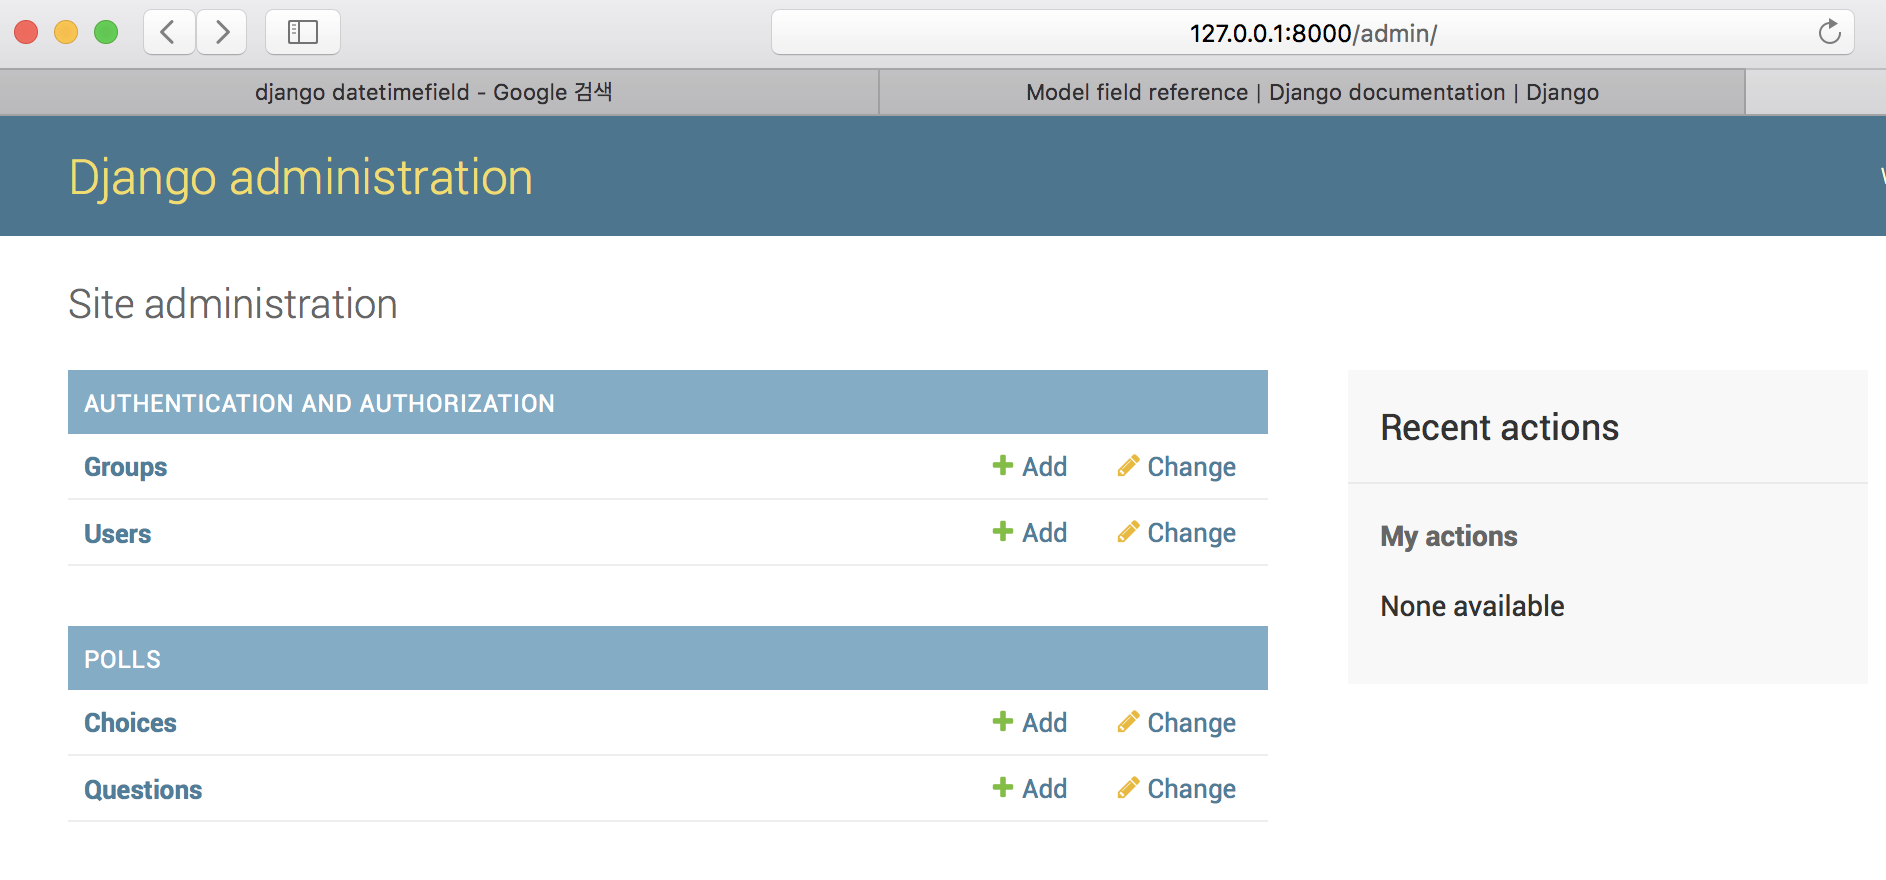 127.0.0.1:8000/admin/
django datetimefield - Google 검색
Model field reference | Django documentation | Django
Django administration
Site administration
AUTHENTICATION AND AUTHORIZATION
Groups Add Change
Users Add Change
POLLS
Choices Add Change
Questions Add Change
Recent actions
My actions
None available